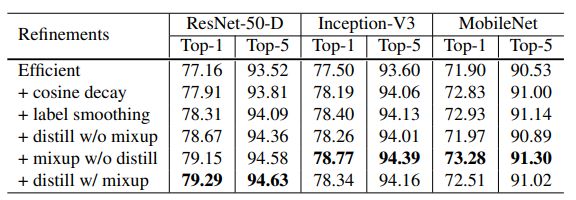 Refinements ResNet-50-D Inception-V3 MobileNet
Top-1 Top-5 Top-1 Top-5 Top-1 Top-5
Efficient 77.16 93.52 77.50 93.60 71.90 90.53
+ cosine decay 77.91 93.81 78.19 94.06 72.83 91.00
+ label smoothing 78.31 94.09 78.40 94.13 72.93 91.14
+ distill w/o mixup 78.67 94.36 78.26 94.01 71.97 90.89
+ mixup w/o distill 79.15 94.58 78.77 94.39 73.28 91.30
+ distill w/ mixup 79.29 94.63 78.34 94.16 72.51 91.02